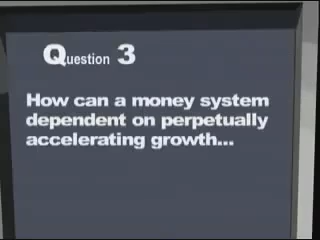 Question 3
How can a money system
dependent on perpetually
accelerating growth...